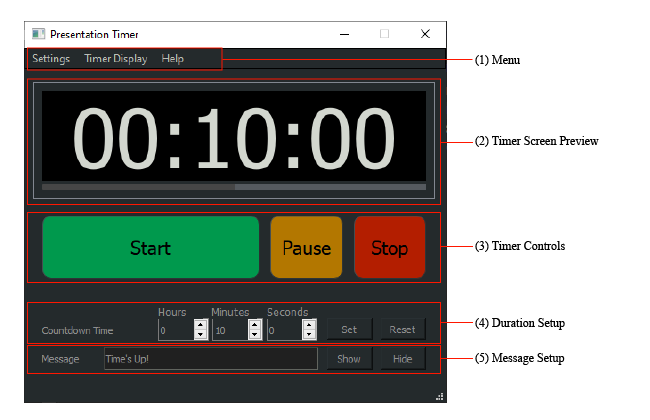 Presentation Timer
Settings Timer Display Help
(1) Menu
00:10:00
(2) Timer Screen Preview
Start Pause Stop
(3) Timer Controls
Hours Minutes Seconds
Countdown Time 0 10 0 Set Reset
(4) Duration Setup
Message Time's Up! Show Hide
(5) Message Setup